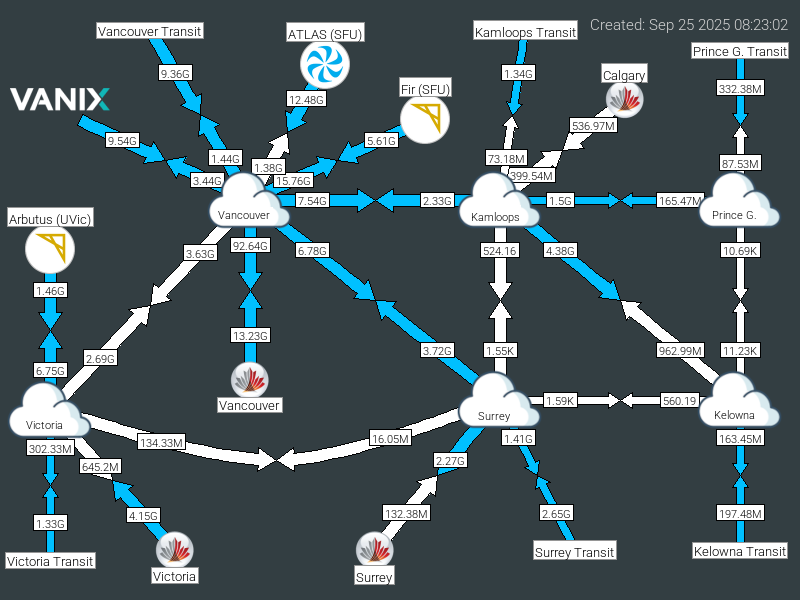 Created: Sep 25 2025 08:23:02
Vancouver Transit
ATLAS (SFU)
Kamloops Transit
Prince G. Transit
9.36G
1.34G
Calgary
332.38M
VANIX
12.48G
Fir (SFU)
536.97M
9.54G
5.61G
1.44G
1.38G
73.18M
87.53M
3.44G
15.76G
399.54M
7.54G
2.33G
1.5G
165.47M
Vancouver
Kamloops
Prince G.
Arbutus (UVic)
92.64G
6.78G
524.16
4.38G
10.69K
3.63G
1.46G
13.23G
2.69G
3.72G
1.55K
962.99M
11.23K
6.75G
Vancouver
1.59K
560.19
Victoria
Surrey
Kelowna
302.33M
134.33M
16.05M
1.41G
163.45M
645.2M
2.27G
4.15G
132.38M
2.65G
197.48M
1.33G
Victoria Transit
Victoria
Surrey
Surrey Transit
Kelowna Transit